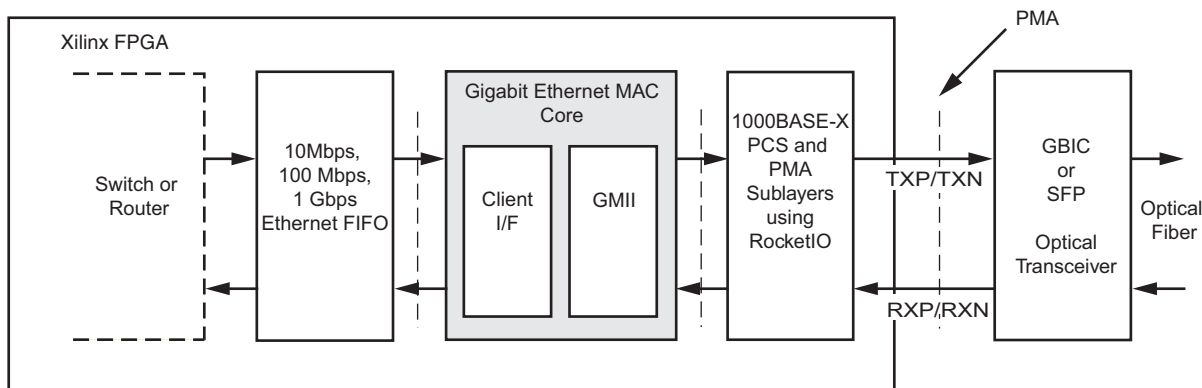 PMA
Xilinx FPGA
Switch or
Router
10Mbps,
100 Mbps,
1 Gbps
Ethernet FIFO
Gigabit Ethernet MAC
Core
Client
I/F
GMII
1000BASE-X
PCS and
PMA
Sublayers
using
RocketIO
TXP/TXN
RXP/RXN
GBIC
or
SFP
Optical
Transceiver
Optical
Fiber